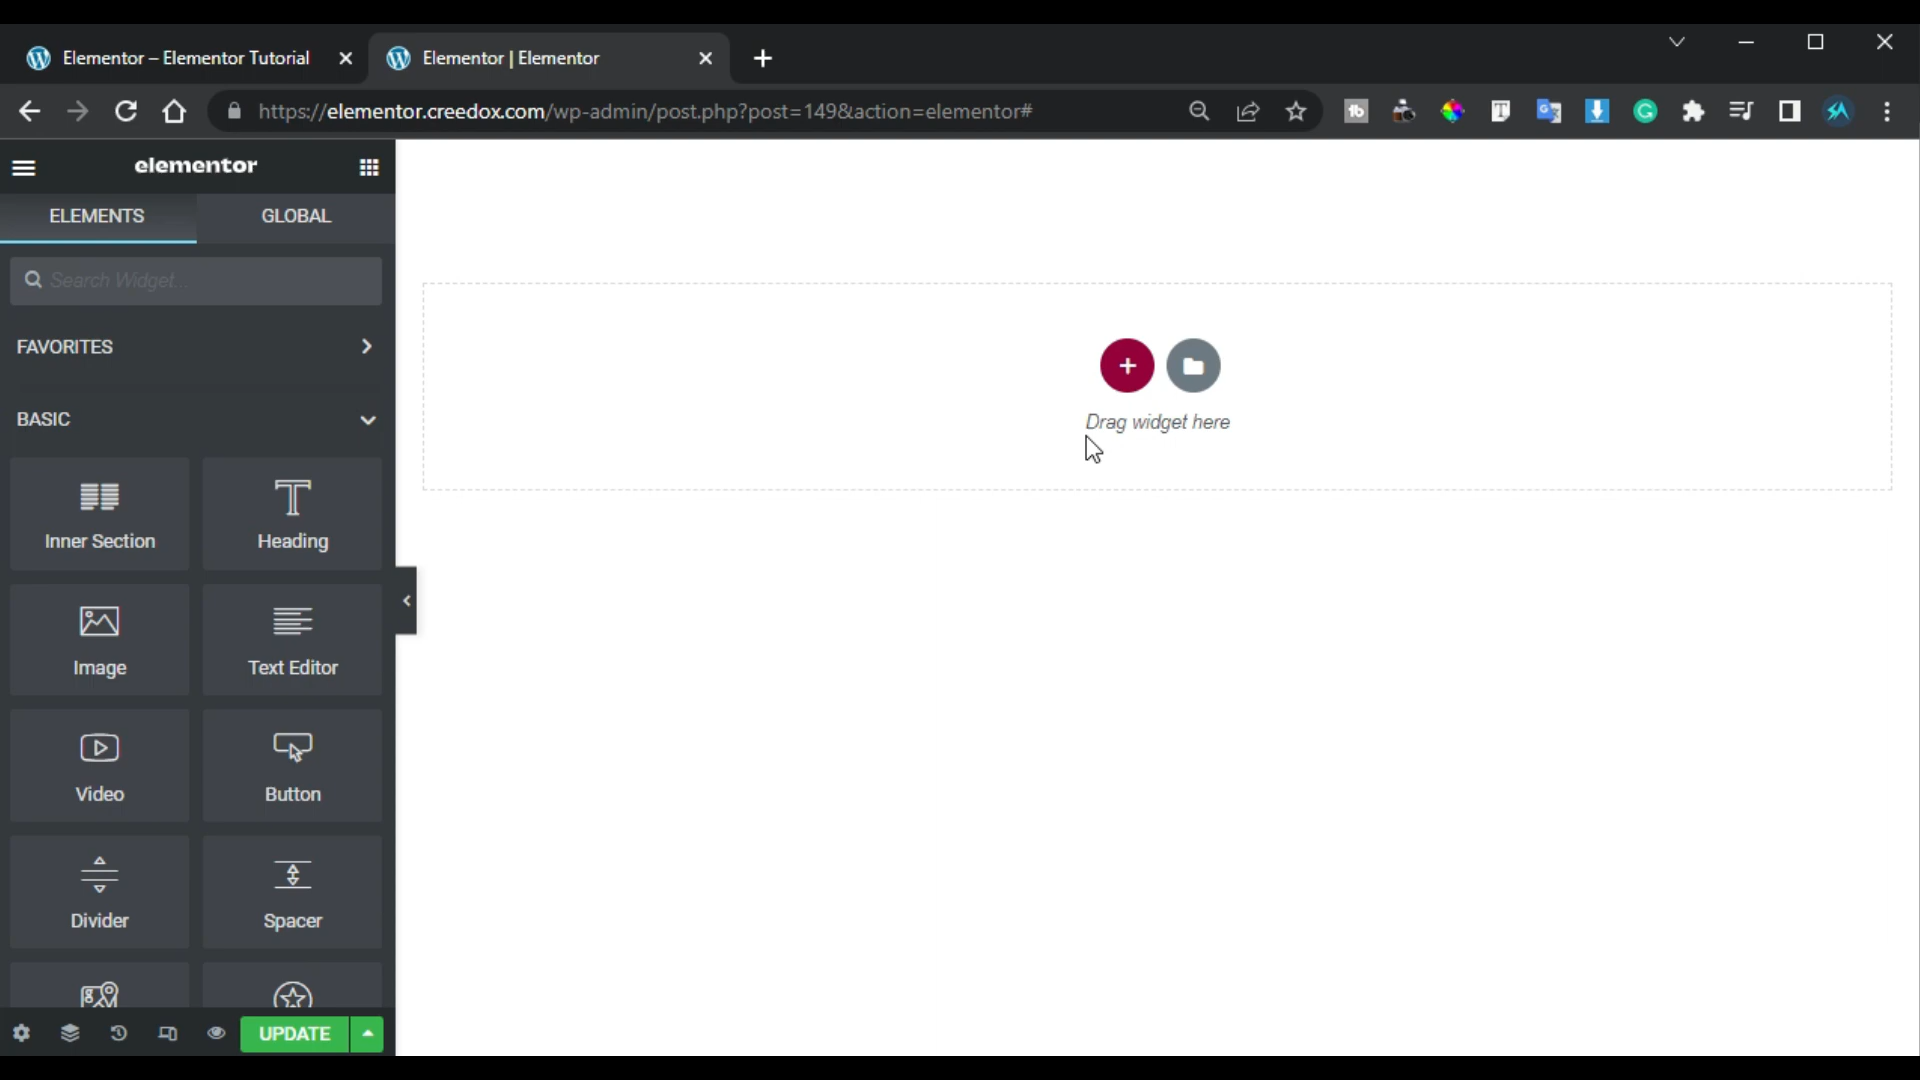 Elementor – Elementor Tutorial
Elementor | Elementor
https://elementor.creedox.com/wp-admin/post.php?post=149&action=elementor#
elementor
ELEMENTS
GLOBAL
Search Widget...
FAVORITES
BASIC
Drag widget here
Inner Section
Heading
Image
Text Editor
Video
Button
Divider
Spacer
UPDATE